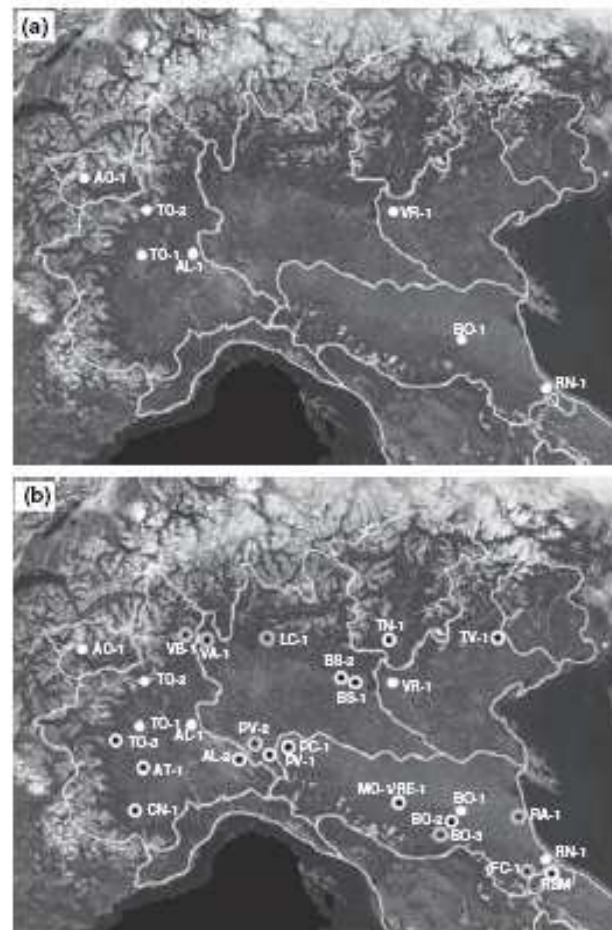 (a)
AO-1
TO-2
VR-1
TO-1
AL-1
BO-1
RN-1
(b)
AO-1
VB-1
VA-1
LC-1
TN-1
TV-1
TO-2
BS-2
BS-1
VR-1
TO-1
AL-1
TO-3
PV-2
PC-1
AL-2
PV-1
AT-1
CN-1
MO-1/RE-1
BO-1
BO-2
RA-1
BO-3
RN-1
FC-1
RSM